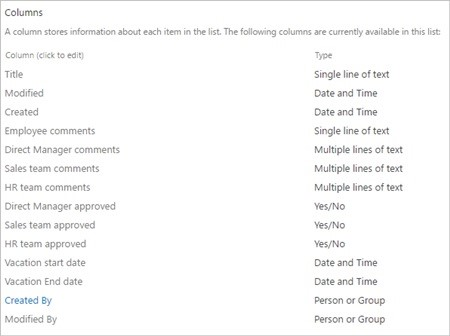 Columns
A column stores information about each item in the list. The following columns are currently available in this list:
Column (click to edit) Type
Title Single line of text
Modified Date and Time
Created Date and Time
Employee comments Single line of text
Direct Manager comments Multiple lines of text
Sales team comments Multiple lines of text
HR team comments Multiple lines of text
Direct Manager approved Yes/No
Sales team approved Yes/No
HR team approved Yes/No
Vacation start date Date and Time
Vacation End date Date and Time
Created By Person or Group
Modified By Person or Group